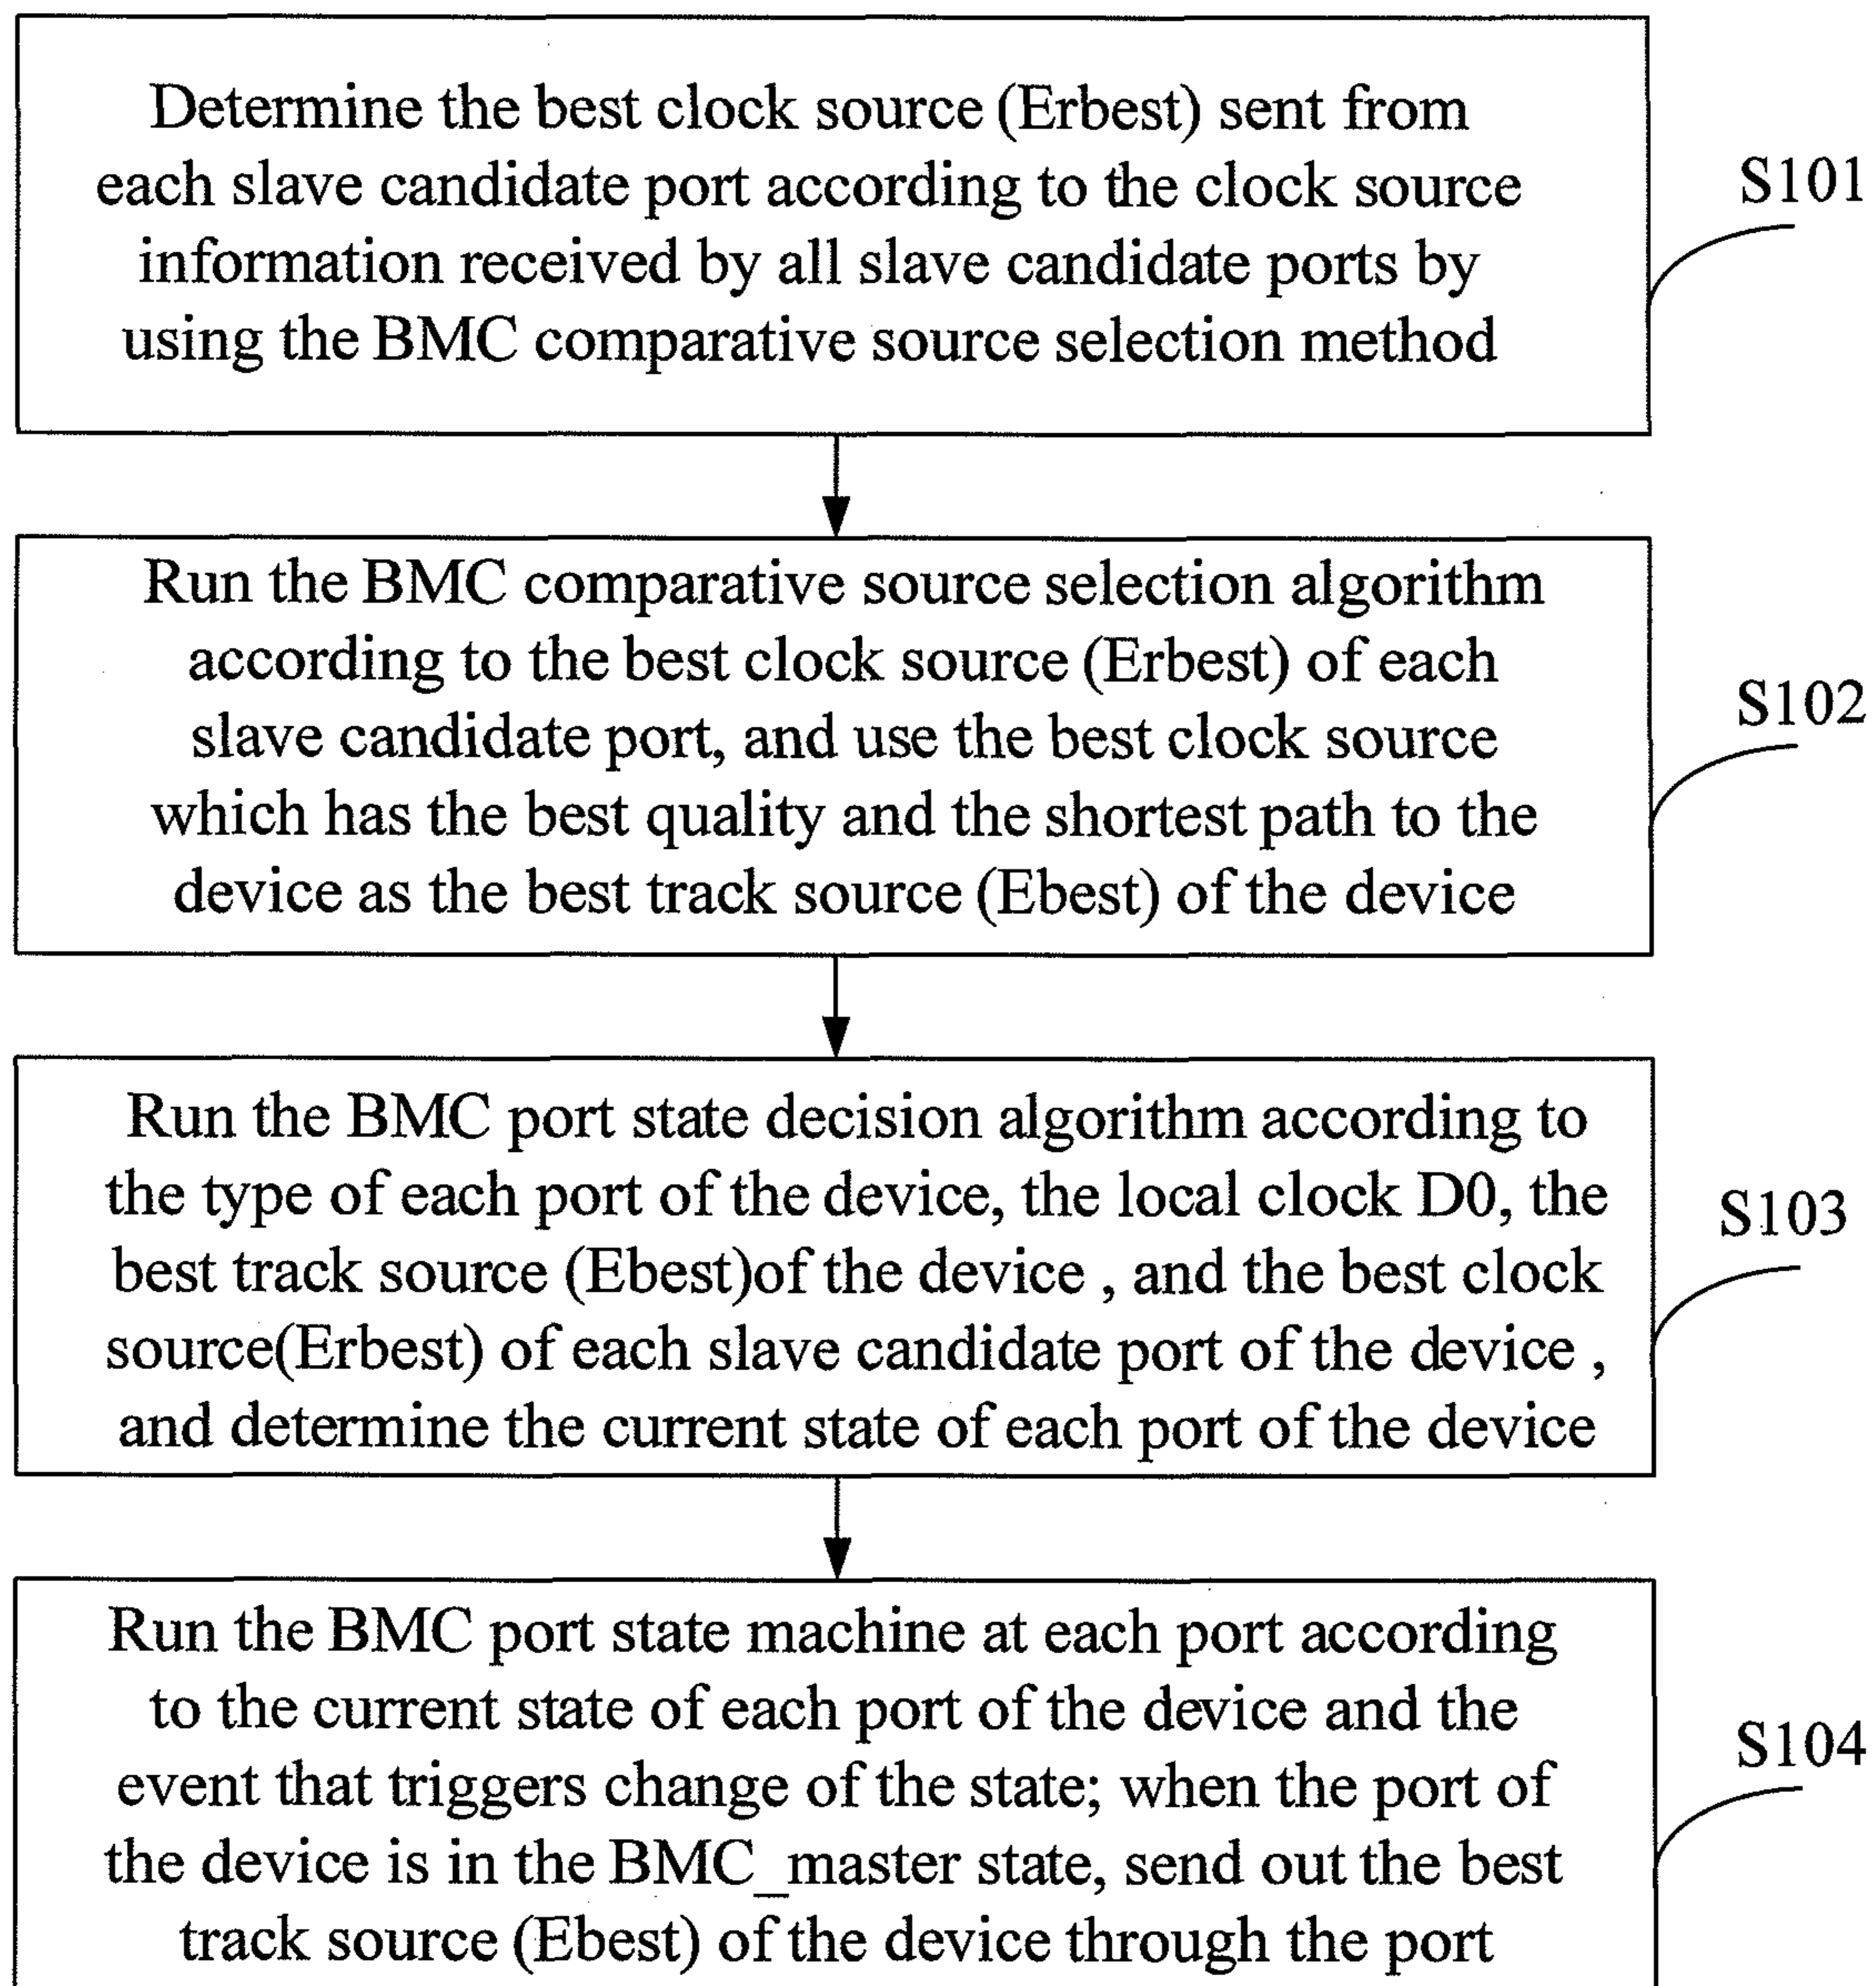 Determine the best clock source (Erbest) sent from
each slave candidate port according to the clock source
information received by all slave candidate ports by
using the BMC comparative source selection method
S101
Run the BMC comparative source selection algorithm
according to the best clock source (Erbest) of each
slave candidate port, and use the best clock source
which has the best quality and the shortest path to the
device as the best track source (Ebest) of the device
S102
Run the BMC port state decision algorithm according to
the type of each port of the device, the local clock D0, the
best track source (Ebest)of the device , and the best clock
source(Erbest) of each slave candidate port of the device ,
and determine the current state of each port of the device
S103
Run the BMC port state machine at each port according
to the current state of each port of the device and the
event that triggers change of the state; when the port of
the device is in the BMC_master state, send out the best
track source (Ebest) of the device through the port
S104